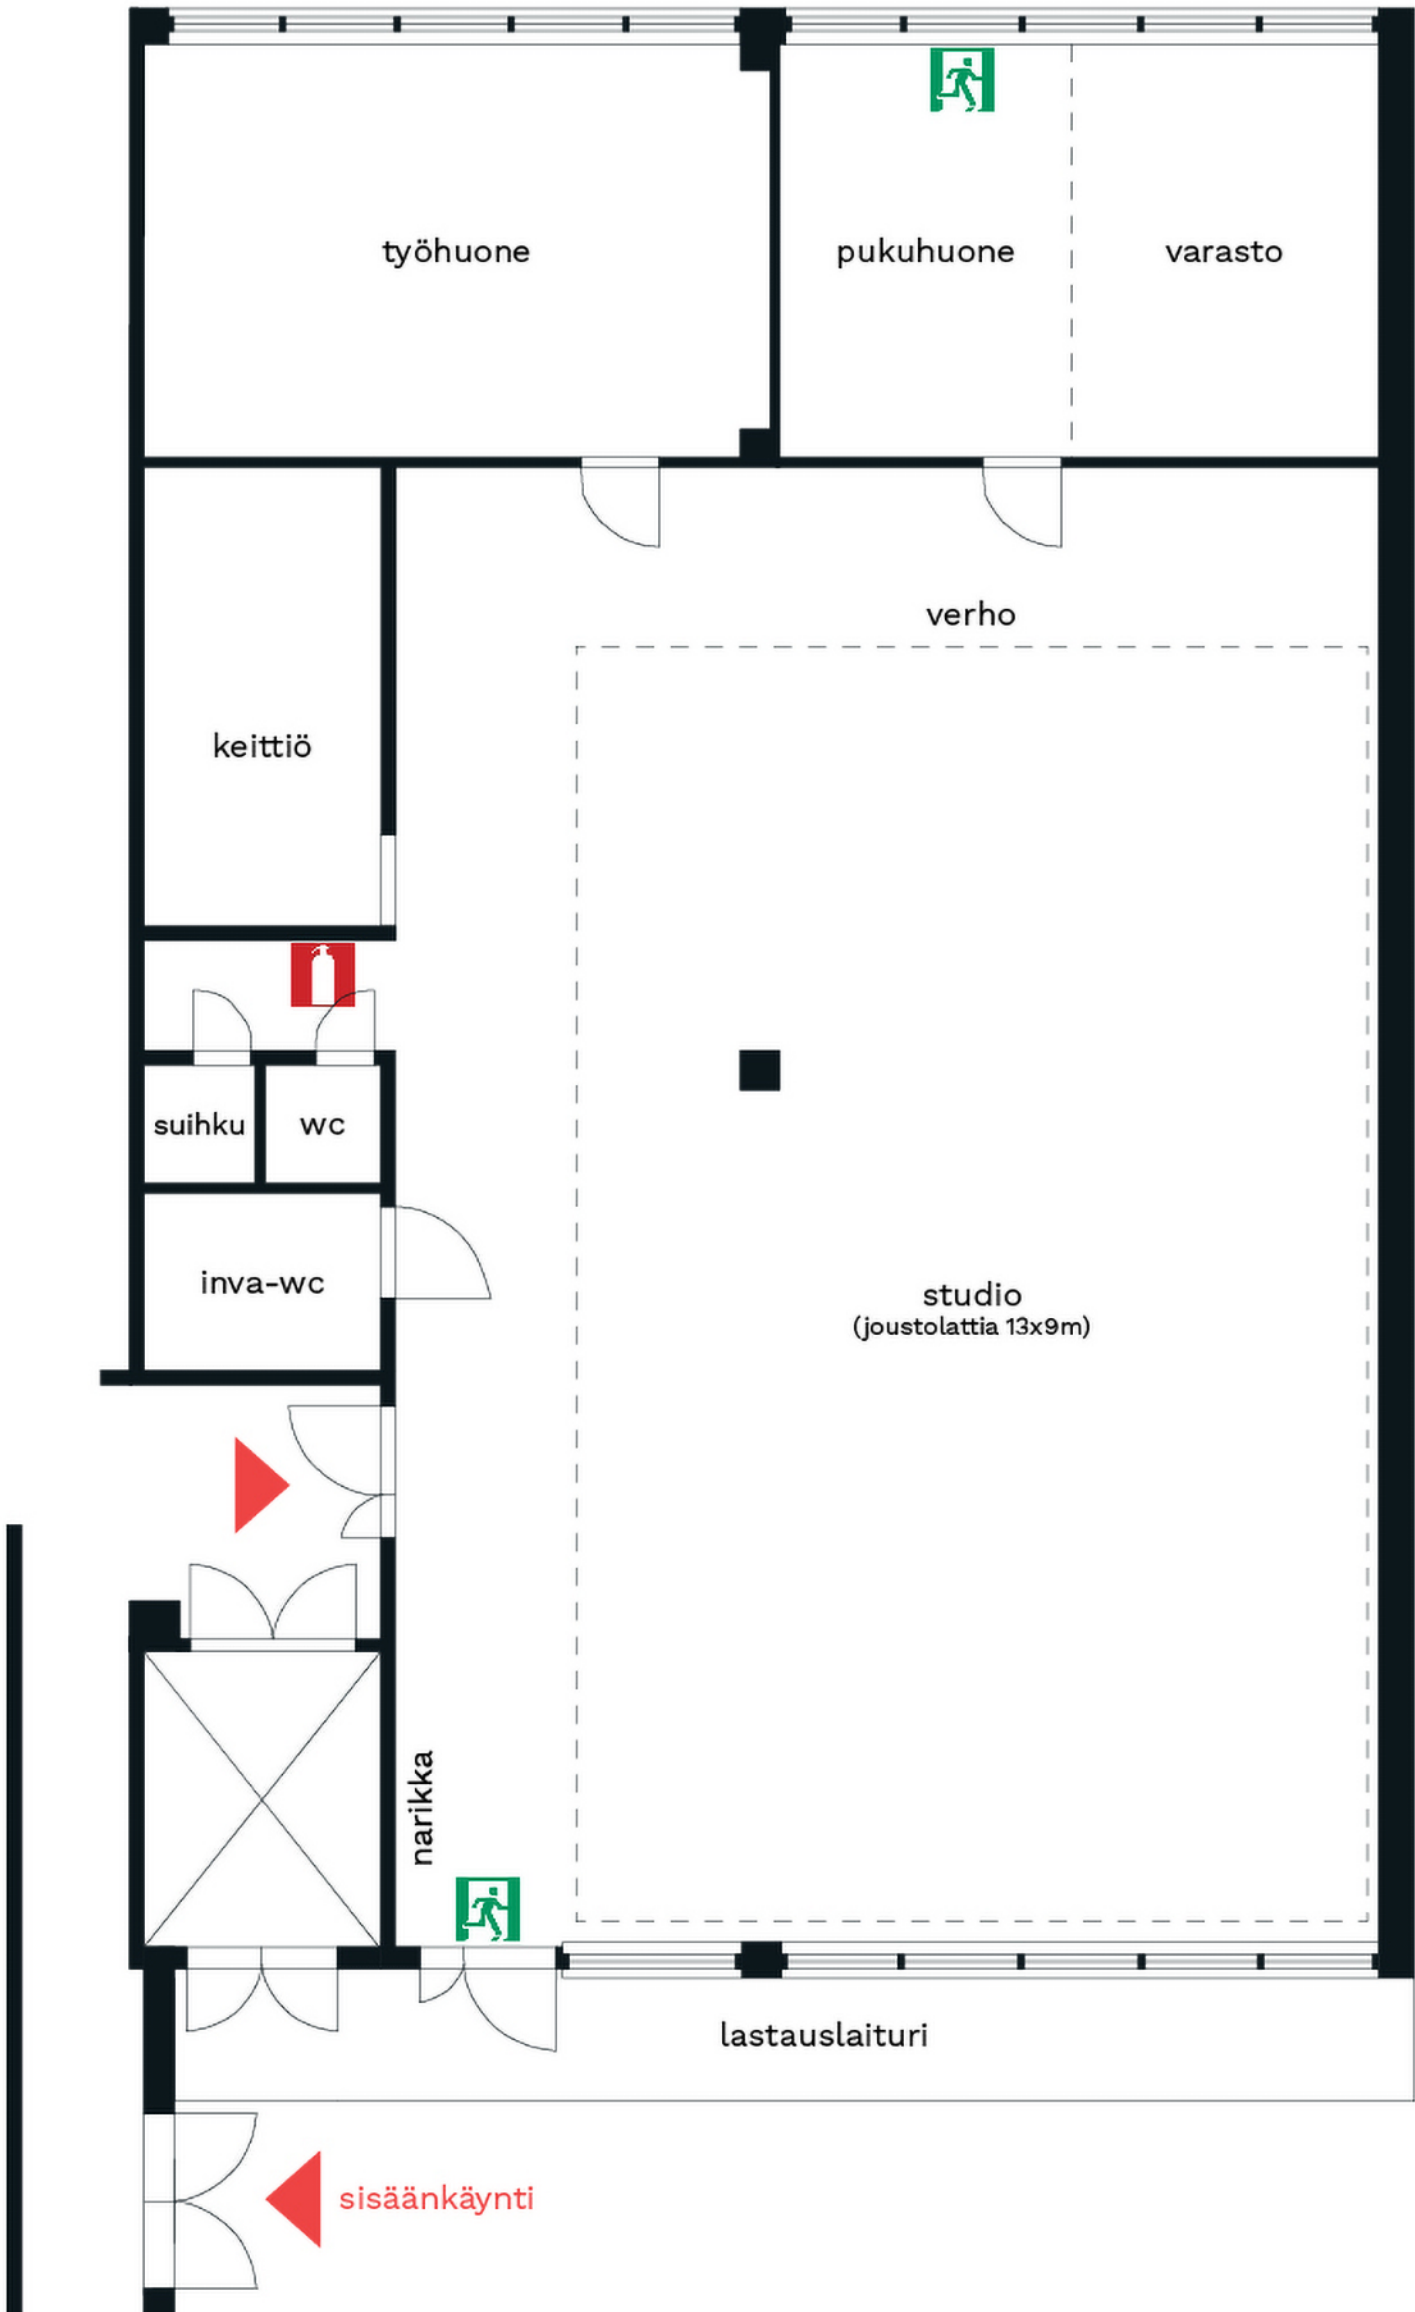 työhuone
pukuhuone
varasto
verho
keittiö
suihku
wc
inva-wc
studio
(joustolattia 13x9m)
narikka
lastauslaituri
sisäänkäynti